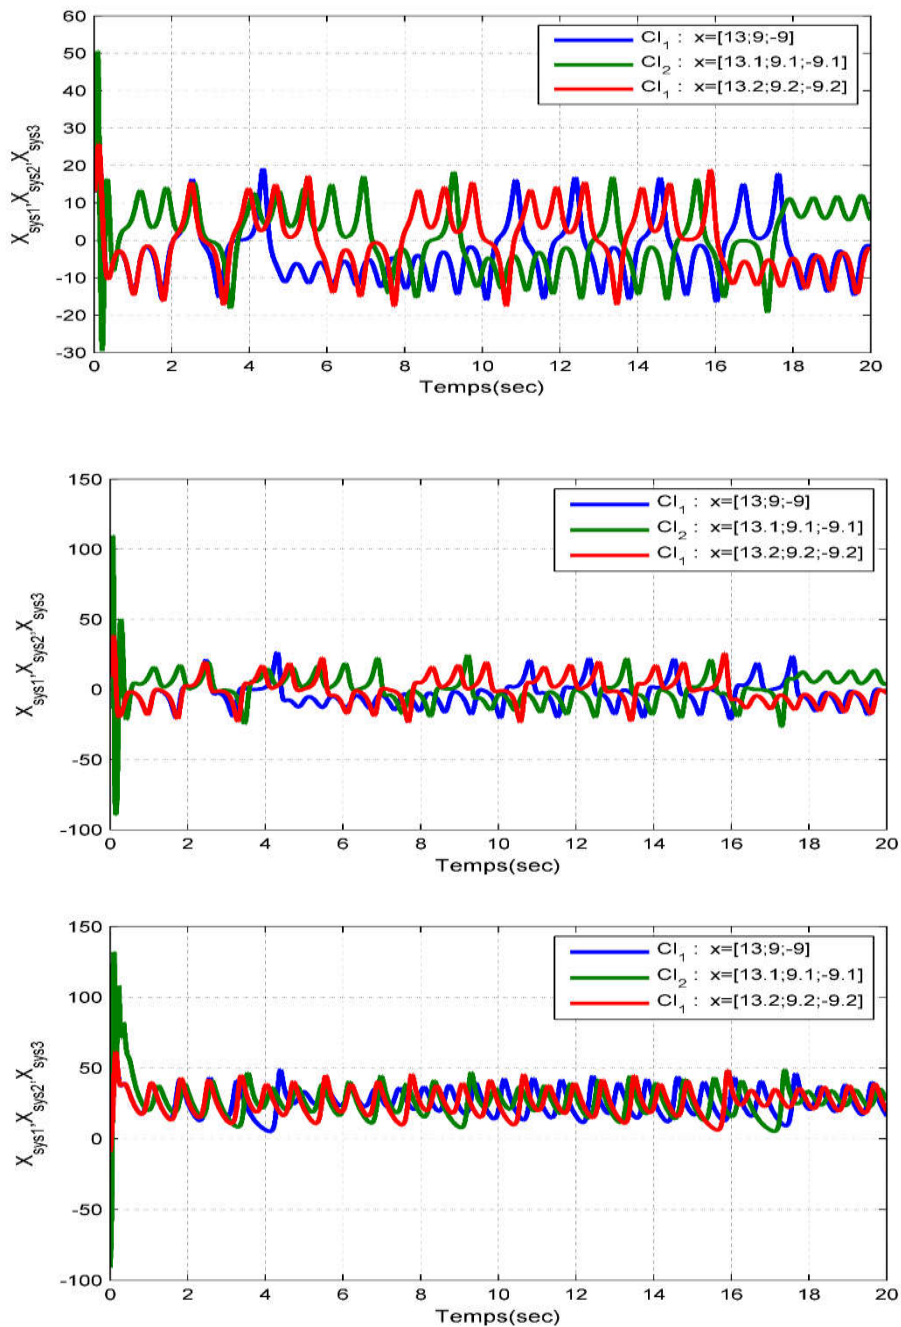 60
50
40
30
20
10
0
-10
-20
-30
X_sys1,X_sys2,X_sys3
CI_1 : x=[13;9;-9]
CI_2 : x=[13.1;9.1;-9.1]
CI_1 : x=[13.2;9.2;-9.2]
0 2 4 6 8 10 12 14 16 18 20
Temps(sec)
150
100
50
0
-50
-100
X_sys1,X_sys2,X_sys3
CI_1 : x=[13;9;-9]
CI_2 : x=[13.1;9.1;-9.1]
CI_1 : x=[13.2;9.2;-9.2]
0 2 4 6 8 10 12 14 16 18 20
Temps(sec)
150
100
50
0
-50
-100
X_sys1,X_sys2,X_sys3
CI_1 : x=[13;9;-9]
CI_2 : x=[13.1;9.1;-9.1]
CI_1 : x=[13.2;9.2;-9.2]
0 2 4 6 8 10 12 14 16 18 20
Temps(sec)